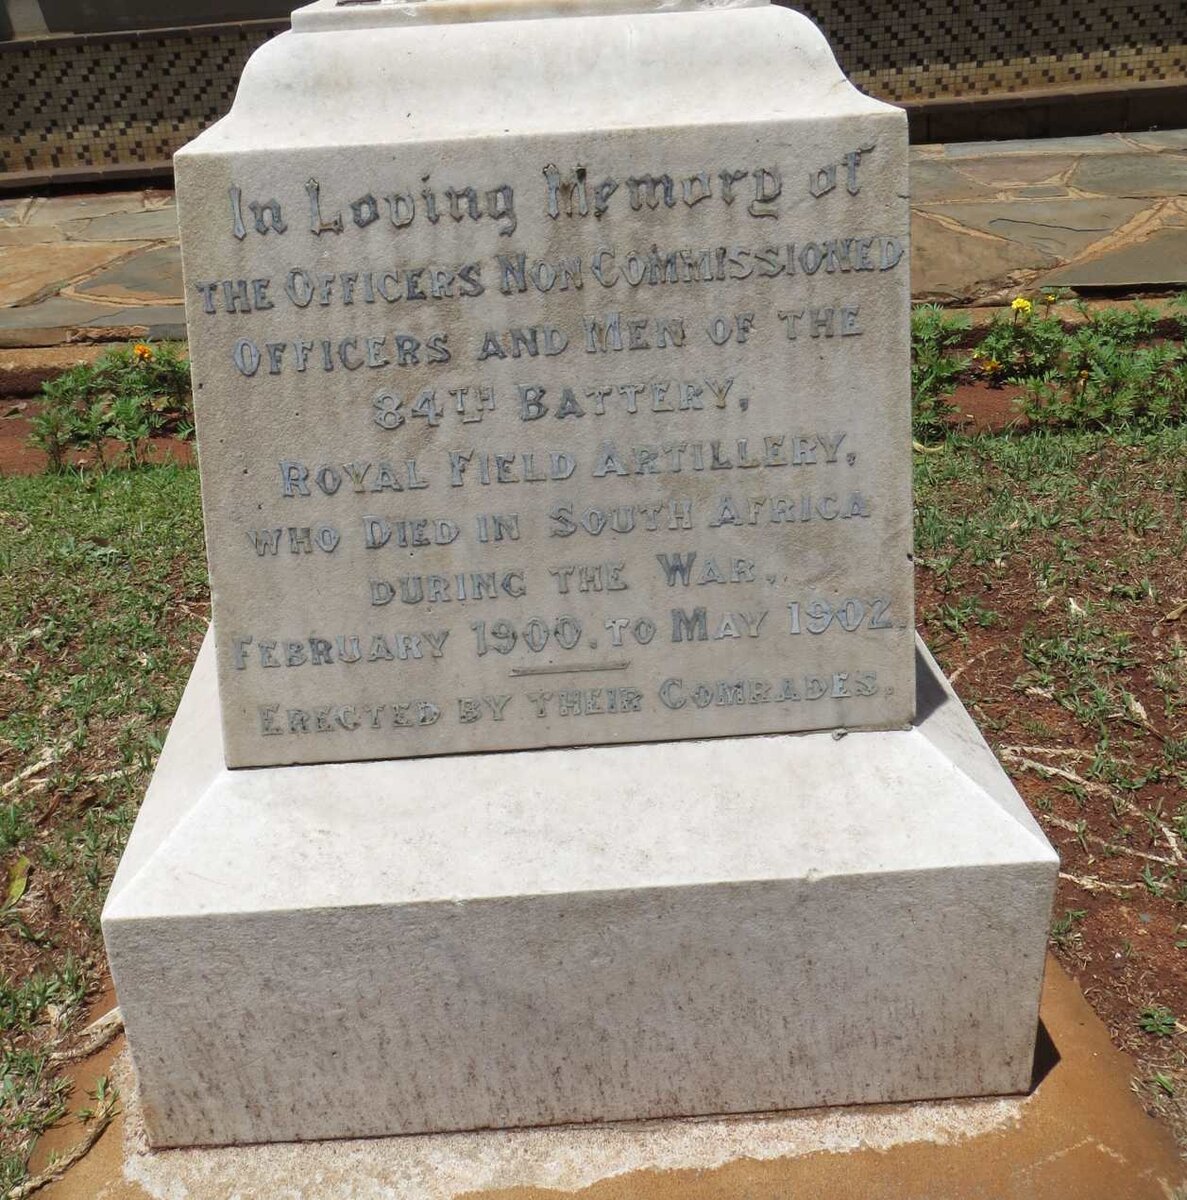 In Loving Memory of
THE OFFICERS NON COMMISSIONED
OFFICERS AND MEN OF THE
84TH BATTERY,
ROYAL FIELD ARTILLERY,
WHO DIED IN SOUTH AFRICA
DURING THE WAR,
FEBRUARY 1900. TO MAY 1902.
ERECTED BY THEIR COMRADES.